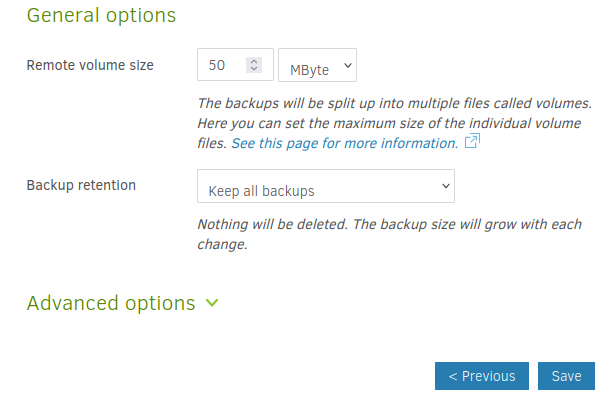 General options
Remote volume size 50 MByte
The backups will be split up into multiple files called volumes.
Here you can set the maximum size of the individual volume
files. See this page for more information.
Backup retention Keep all backups
Nothing will be deleted. The backup size will grow with each
change.
Advanced options
< Previous Save